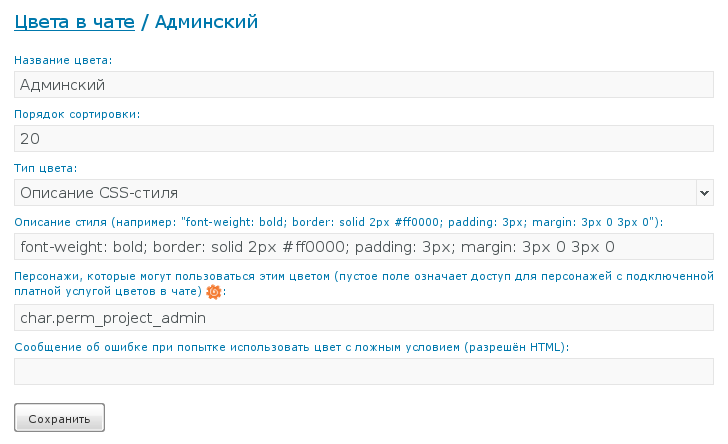 Цвета в чате / Админский
Название цвета:
Админский
Порядок сортировки:
20
Тип цвета:
Описание CSS-стиля
Описание стиля (например: "font-weight: bold; border: solid 2px #ff0000; padding: 3px; margin: 3px 0 3px 0"):
font-weight: bold; border: solid 2px #ff0000; padding: 3px; margin: 3px 0 3px 0
Персонажи, которые могут пользоваться этим цветом (пустое поле означает доступ для персонажей с подключенной
платной услугой цветов в чате) :
char.perm_project_admin
Сообщение об ошибке при попытке использовать цвет с ложным условием (разрешён HTML):
Сохранить